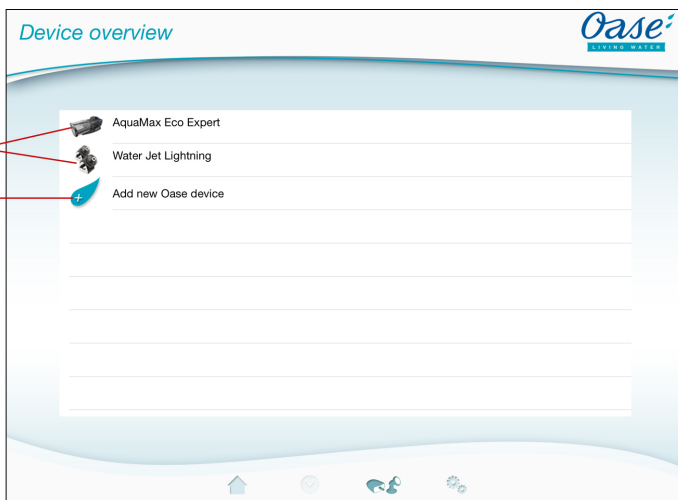 Device overview
Oase
LIVING WATER
AquaMax Eco Expert
Water Jet Lightning
Add new Oase device